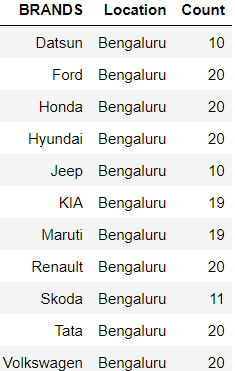 BRANDS Location Count
Datsun Bengaluru 10
Ford Bengaluru 20
Honda Bengaluru 20
Hyundai Bengaluru 20
Jeep Bengaluru 10
KIA Bengaluru 19
Maruti Bengaluru 19
Renault Bengaluru 20
Skoda Bengaluru 11
Tata Bengaluru 20
Volkswagen Bengaluru 20